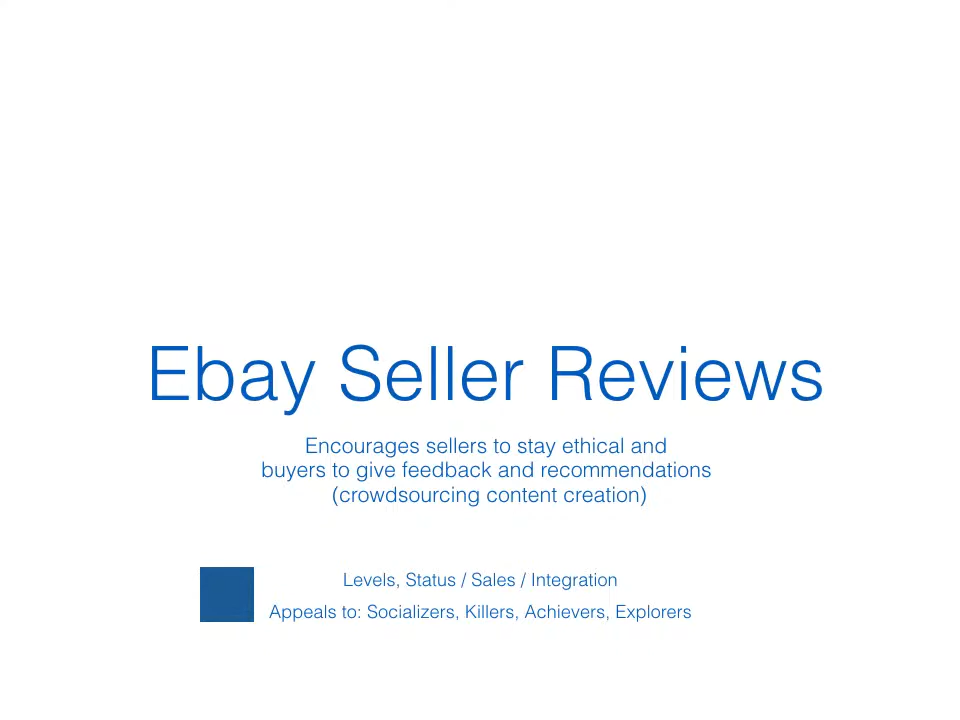 Ebay Seller Reviews
Encourages sellers to stay ethical and
buyers to give feedback and recommendations
(crowdsourcing content creation)
Levels, Status / Sales / Integration
Appeals to: Socializers, Killers, Achievers, Explorers